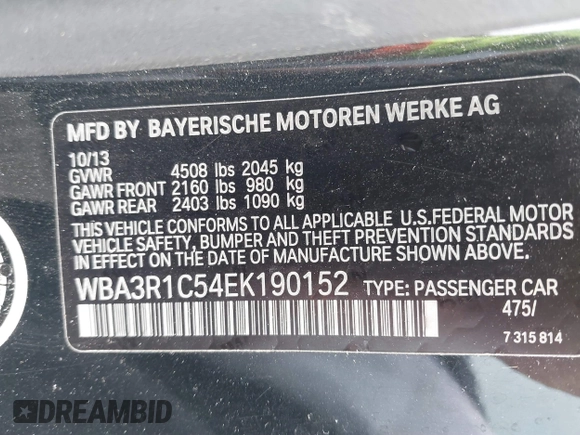 MFD BY BAYERISCHE MOTOREN WERKE AG
10/13
GVWR 4508 lbs 2045 kg
GAWR FRONT 2160 lbs 980 kg
GAWR REAR 2403 lbs 1090 kg
THIS VEHICLE CONFORMS TO ALL APPLICABLE U.S.FEDERAL MOTOR
VEHICLE SAFETY, BUMPER AND THEFT PREVENTION STANDARDS IN
EFFECT ON THE DATE OF MANUFACTURE SHOWN ABOVE.
WBA3R1C54EK190152 TYPE: PASSENGER CAR
475/
7 315 814
DREAMBID